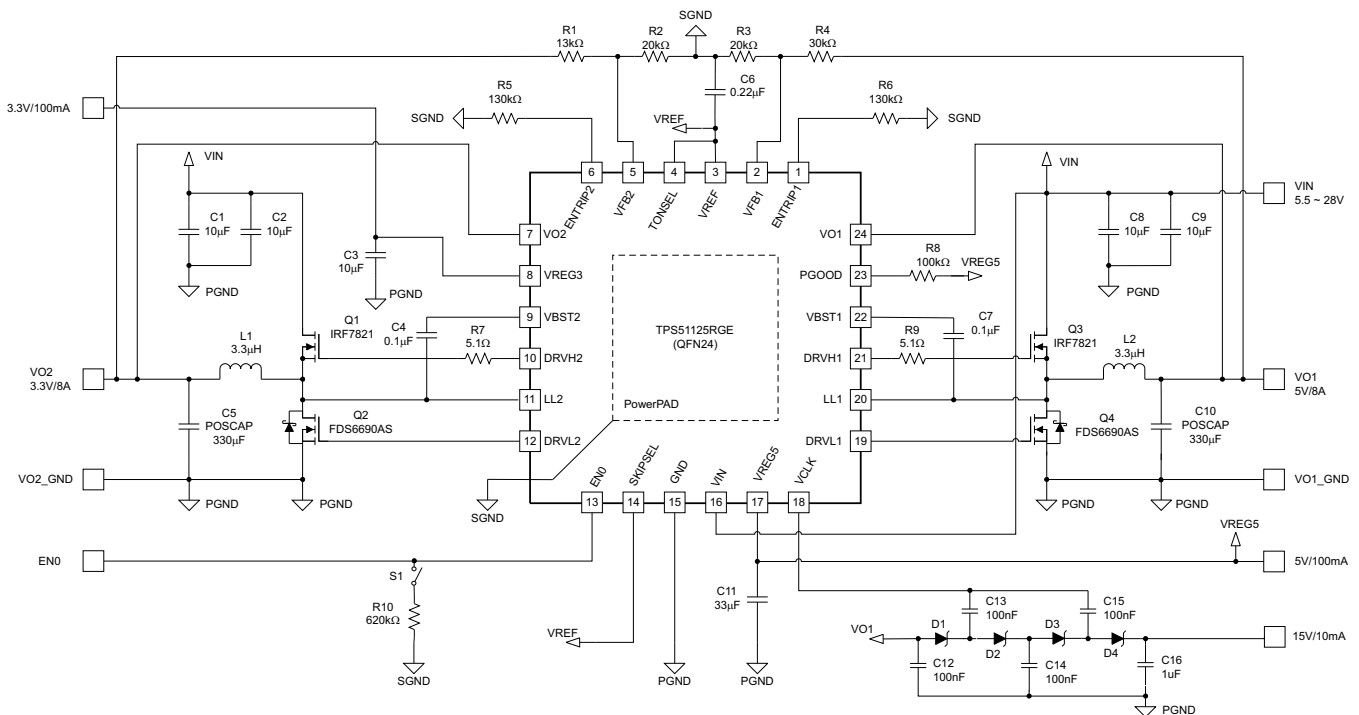 SGND
R1
13kΩ
R2
20kΩ
R3
20kΩ
R4
30kΩ
C6
0.22µF
R5
130kΩ
R6
130kΩ
3.3V/100mA
SGND
VREF
SGND
VIN
VIN
6
5
4
3
2
1
ENTRIP2
VFB2
TONSEL
VREF
VFB1
ENTRIP1
VIN
5.5 ~ 28V
C1
10µF
C2
10µF
C3
10µF
7
VO2
VO1
24
R8
100kΩ
VREG5
C8
10µF
C9
10µF
8
VREG3
PGOOD
23
PGND
PGND
PGND
Q1
IRF7821
C4
0.1µF
R7
5.1Ω
9
VBST2
TPS51125RGE
(QFN24)
VBST1
22
R9
5.1Ω
C7
0.1µF
Q3
IRF7821
L1
3.3µH
L2
3.3µH
10
DRVH2
DRVH1
21
VO2
3.3V/8A
VO1
5V/8A
11
LL2
PowerPAD
LL1
20
C5
POSCAP
330µF
Q2
FDS6690AS
Q4
FDS6690AS
C10
POSCAP
330µF
12
DRVL2
DRVL1
19
VO2_GND
VO1_GND
PGND
PGND
SGND
EN0
SKIPSEL
GND
VIN
VREG5
VCLK
13
14
15
16
17
18
PGND
PGND
VREG5
EN0
5V/100mA
S1
R10
620kΩ
C11
33µF
C13
100nF
C15
100nF
VREF
VO1
D1
D2
D3
D4
15V/10mA
C12
100nF
C14
100nF
C16
1uF
SGND
PGND
PGND
PGND